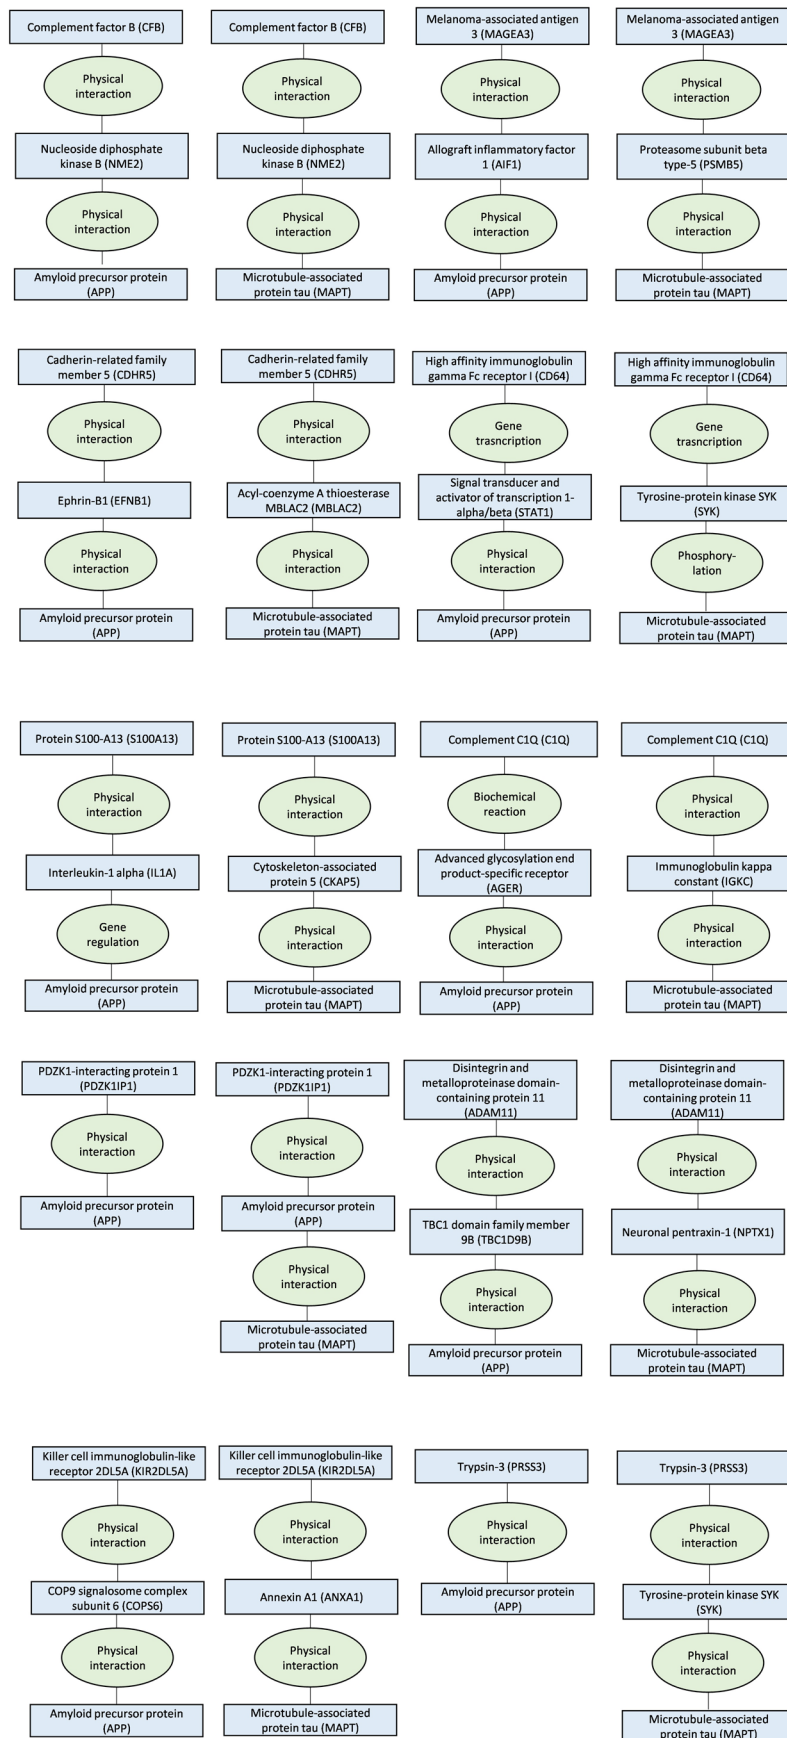 Complement factor B (CFB)
Physical
interaction
Nucleoside diphosphate
kinase B (NME2)
Physical
interaction
Amyloid precursor protein
(APP)
Complement factor B (CFB)
Physical
interaction
Nucleoside diphosphate
kinase B (NME2)
Physical
interaction
Microtubule-associated
protein tau (MAPT)
Melanoma-associated antigen
3 (MAGEA3)
Physical
interaction
Allograft inflammatory factor
1 (AIF1)
Physical
interaction
Amyloid precursor protein
(APP)
Melanoma-associated antigen
3 (MAGEA3)
Physical
interaction
Proteasome subunit beta
type-5 (PSMB5)
Physical
interaction
Microtubule-associated
protein tau (MAPT)
Cadherin-related family
member 5 (CDHR5)
Physical
interaction
Ephrin-B1 (EFNB1)
Physical
interaction
Amyloid precursor protein
(APP)
Cadherin-related family
member 5 (CDHR5)
Physical
interaction
Acyl-coenzyme A thioesterase
MBLAC2 (MBLAC2)
Physical
interaction
Microtubule-associated
protein tau (MAPT)
High affinity immunoglobulin
gamma Fc receptor I (CD64)
Gene
trasncription
Signal transducer and
activator of transcription 1-
alpha/beta (STAT1)
Physical
interaction
Amyloid precursor protein
(APP)
High affinity immunoglobulin
gamma Fc receptor I (CD64)
Gene
trasncription
Tyrosine-protein kinase SYK
(SYK)
Phosphory-
lation
Microtubule-associated
protein tau (MAPT)
Protein S100-A13 (S100A13)
Physical
interaction
Interleukin-1 alpha (IL1A)
Gene
regulation
Amyloid precursor protein
(APP)
Protein S100-A13 (S100A13)
Physical
interaction
Cytoskeleton-associated
protein 5 (CKAP5)
Physical
interaction
Microtubule-associated
protein tau (MAPT)
Complement C1Q (C1Q)
Biochemical
reaction
Advanced glycosylation end
product-specific receptor
(AGER)
Physical
interaction
Amyloid precursor protein
(APP)
Complement C1Q (C1Q)
Physical
interaction
Immunoglobulin kappa
constant (IGKC)
Physical
interaction
Microtubule-associated
protein tau (MAPT)
PDZK1-interacting protein 1
(PDZK1IP1)
Physical
interaction
Amyloid precursor protein
(APP)
PDZK1-interacting protein 1
(PDZK1IP1)
Physical
interaction
Amyloid precursor protein
(APP)
Physical
interaction
Microtubule-associated
protein tau (MAPT)
Disintegrin and
metalloproteinase domain-
containing protein 11
(ADAM11)
Physical
interaction
TBC1 domain family member
9B (TBC1D9B)
Physical
interaction
Amyloid precursor protein
(APP)
Disintegrin and
metalloproteinase domain-
containing protein 11
(ADAM11)
Physical
interaction
Neuronal pentraxin-1 (NPTX1)
Physical
interaction
Microtubule-associated
protein tau (MAPT)
Killer cell immunoglobulin-like
receptor 2DL5A (KIR2DL5A)
Physical
interaction
COP9 signalosome complex
subunit 6 (COPS6)
Physical
interaction
Amyloid precursor protein
(APP)
Killer cell immunoglobulin-like
receptor 2DL5A (KIR2DL5A)
Physical
interaction
Annexin A1 (ANXA1)
Physical
interaction
Microtubule-associated
protein tau (MAPT)
Trypsin-3 (PRSS3)
Physical
interaction
Amyloid precursor protein
(APP)
Trypsin-3 (PRSS3)
Physical
interaction
Tyrosine-protein kinase SYK
(SYK)
Physical
interaction
Microtubule-associated
protein tau (MAPT)